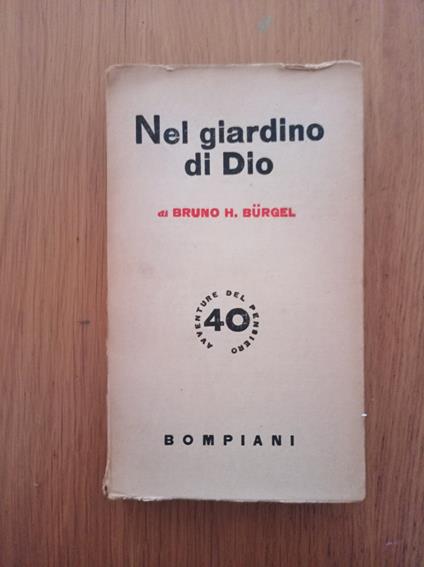 Nel giardino
di Dio
di BRUNO H. BÜRGEL
AVVENTURE DEL PENSIERO
40
BOMPIANI